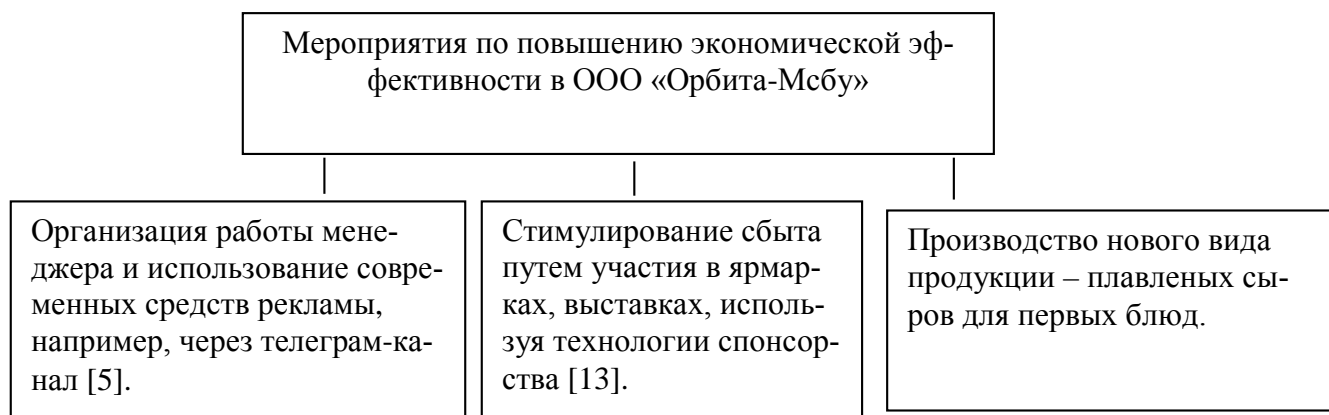 Мероприятия по повышению экономической эф-
фективности в ООО «Орбита-Мсбу»
Организация работы мене-
джера и использование совре-
менных средств рекламы,
например, через телеграм-ка-
нал [5].
Стимулирование сбыта
путем участия в ярмар-
ках, выставках, исполь-
зуя технологии спонсор-
ства [13].
Производство нового вида
продукции – плавленых сы-
ров для первых блюд.